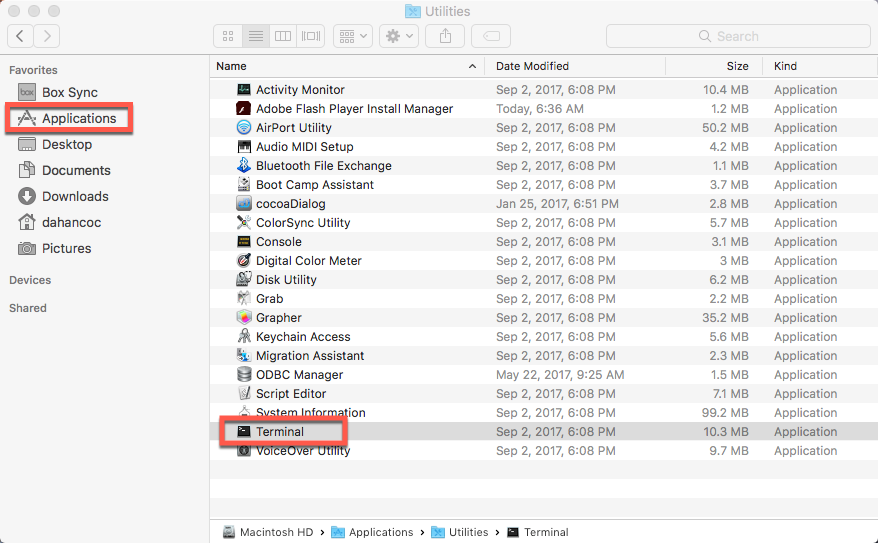 Utilities
Search
Favorites
Box Sync
Applications
Desktop
Documents
Downloads
dahancoc
Pictures
Devices
Shared
Name Date Modified Size Kind
Activity Monitor Sep 2, 2017, 6:08 PM 10.4 MB Application
Adobe Flash Player Install Manager Today, 6:36 AM 1.2 MB Application
AirPort Utility Sep 2, 2017, 6:08 PM 50.2 MB Application
Audio MIDI Setup Sep 2, 2017, 6:08 PM 4.2 MB Application
Bluetooth File Exchange Sep 2, 2017, 6:08 PM 1.1 MB Application
Boot Camp Assistant Sep 2, 2017, 6:08 PM 3.7 MB Application
cocoaDialog Jan 25, 2017, 6:51 PM 2.8 MB Application
ColorSync Utility Sep 2, 2017, 6:08 PM 5.7 MB Application
Console Sep 2, 2017, 6:08 PM 3.1 MB Application
Digital Color Meter Sep 2, 2017, 6:08 PM 3 MB Application
Disk Utility Sep 2, 2017, 6:08 PM 6.2 MB Application
Grab Sep 2, 2017, 6:08 PM 2.2 MB Application
Grapher Sep 2, 2017, 6:08 PM 35.2 MB Application
Keychain Access Sep 2, 2017, 6:08 PM 5.6 MB Application
Migration Assistant Sep 2, 2017, 6:08 PM 2.3 MB Application
ODBC Manager May 22, 2017, 9:25 AM 1.5 MB Application
Script Editor Sep 2, 2017, 6:08 PM 7.1 MB Application
System Information Sep 2, 2017, 6:08 PM 99.2 MB Application
Terminal Sep 2, 2017, 6:08 PM 10.3 MB Application
VoiceOver Utility Sep 2, 2017, 6:08 PM 9.7 MB Application
Macintosh HD › Applications › Utilities › Terminal